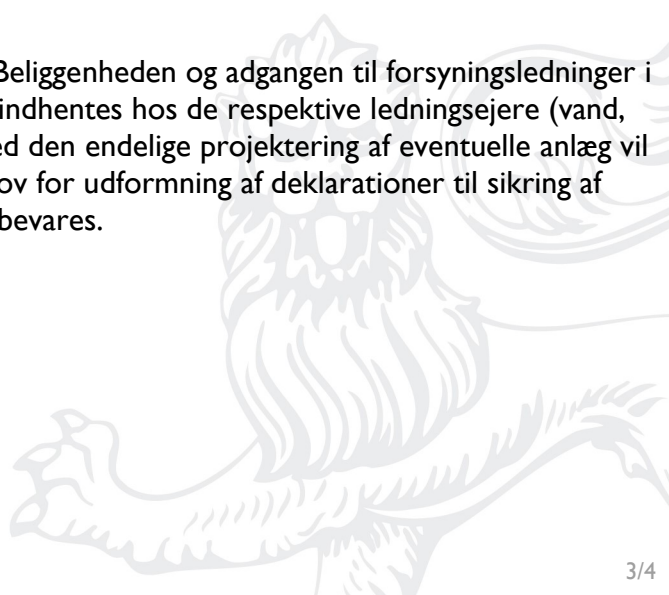 Beliggenheden og adgangen til forsyningsledninger i
indhentes hos de respektive ledningsejere (vand,
ed den endelige projektering af eventuelle anlæg vil
ov for udformning af deklarationer til sikring af
bevares.
3/4